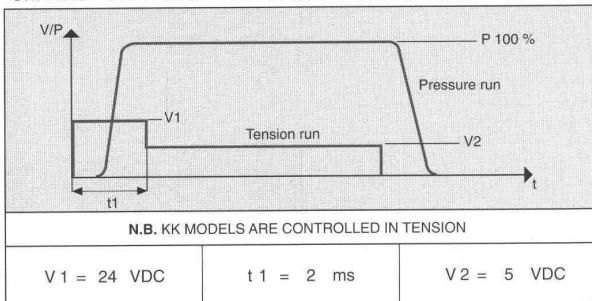 V/P
P 100 %
Pressure run
V1
Tension run
V2
t
t1
N.B. KK MODELS ARE CONTROLLED IN TENSION
V 1 = 24 VDC
t 1 = 2 ms
V 2 = 5 VDC